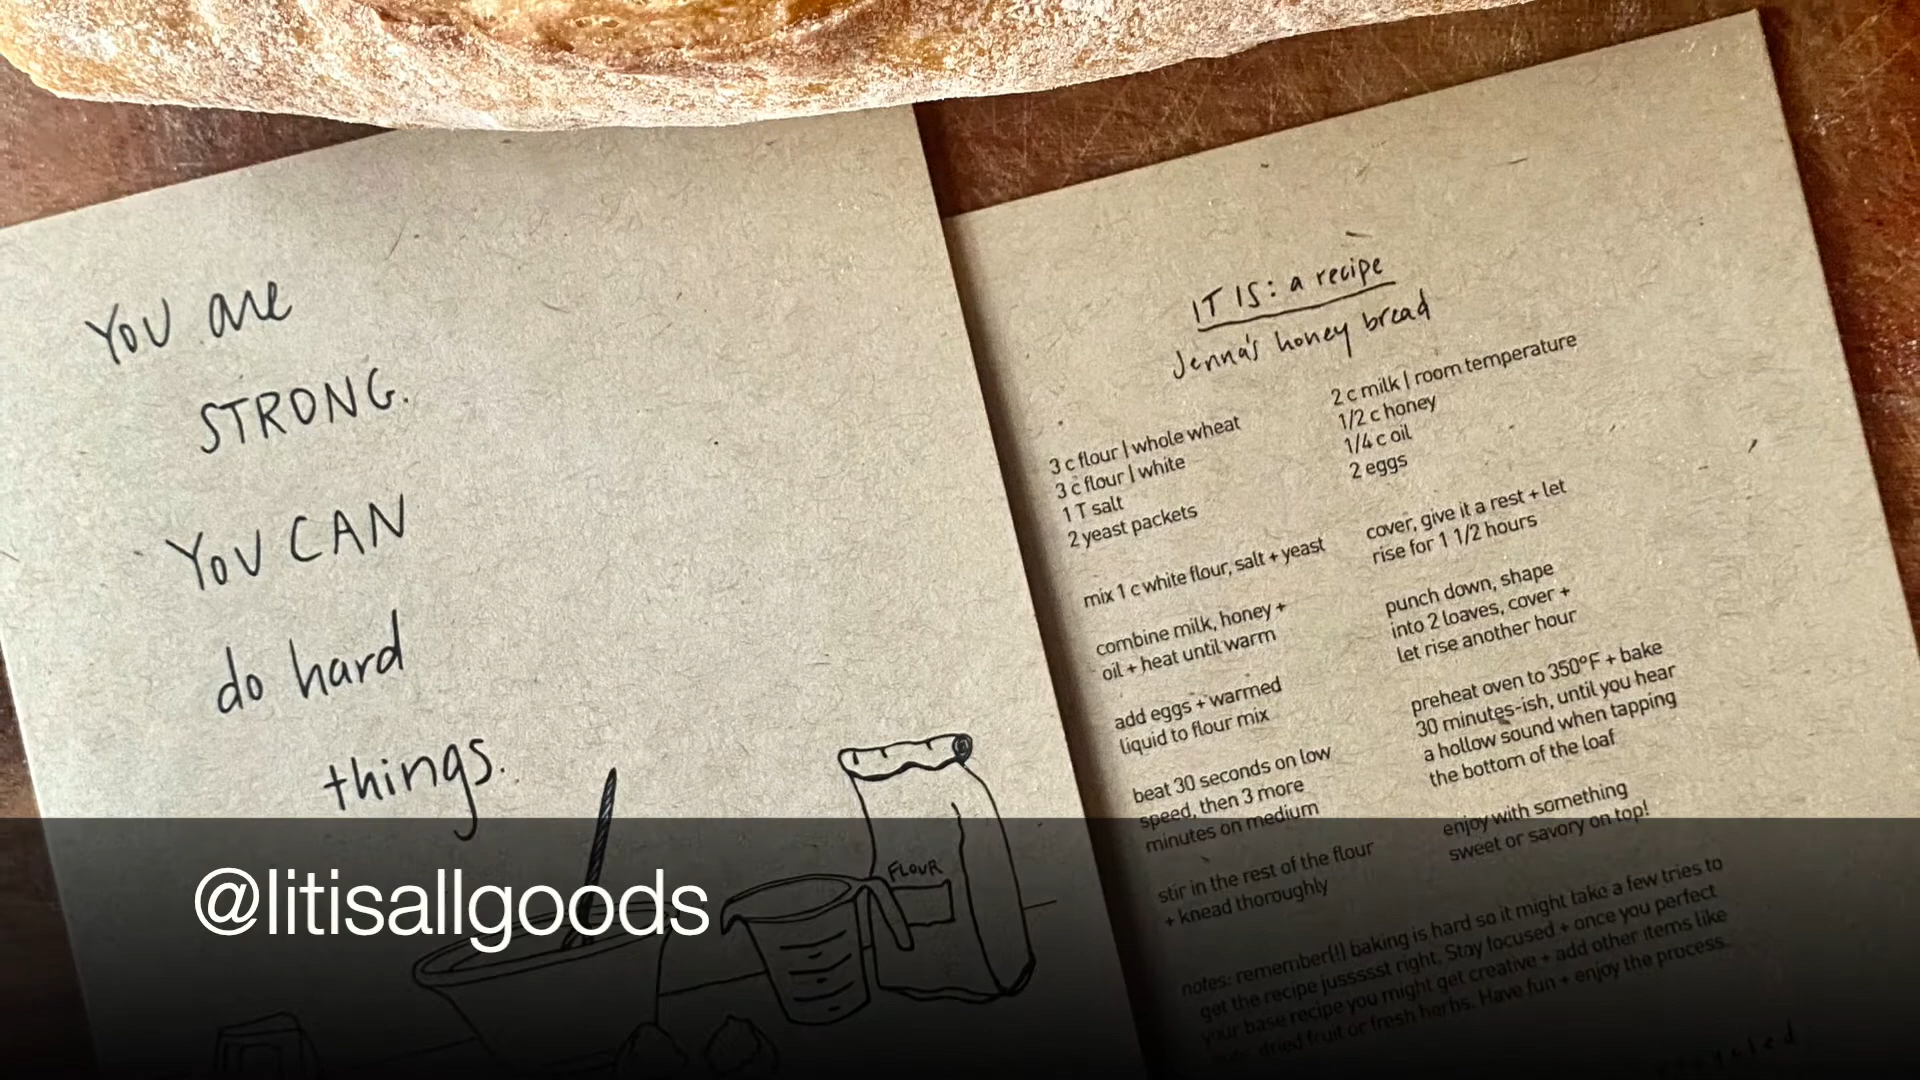 You are
STRONG.
YOU CAN
do hard
things.
FLOUR
IT IS: a recipe
Jenna's honey bread
3 c flour | whole wheat
3 c flour | white
1 T salt
2 yeast packets
mix 1 c white flour, salt + yeast
combine milk, honey +
oil + heat until warm
add eggs + warmed
liquid to flour mix
beat 30 seconds on low
speed, then 3 more
minutes on medium
stir in the rest of the flour
+ knead thoroughly
2 c milk | room temperature
1/2 c honey
1/4 c oil
2 eggs
cover, give it a rest + let
rise for 1 1/2 hours
punch down, shape
into 2 loaves, cover +
let rise another hour
preheat oven to 350°F + bake
30 minutes-ish, until you hear
a hollow sound when tapping
the bottom of the loaf
enjoy with something
sweet or savory on top!
notes: remember(!) baking is hard so it might take a few tries to
get the recipe jusssst right. Stay focused + once you perfect
your base recipe you might get creative + add other items like
dried fruit or fresh herbs. Have fun + enjoy the process.
@litisallgoods